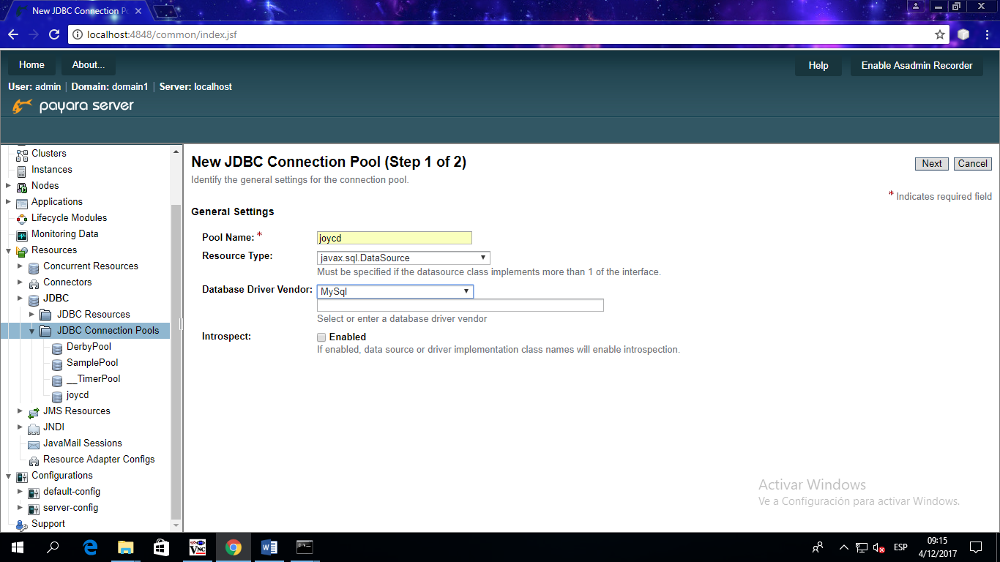 New JDBC Connection P
localhost:4848/common/index.jsf
Home
About...
Help
Enable Asadmin Recorder
User: admin | Domain: domain1 | Server: localhost
payara server
Clusters
Instances
Nodes
Applications
Lifecycle Modules
Monitoring Data
Resources
Concurrent Resources
Connectors
JDBC
JDBC Resources
JDBC Connection Pools
DerbyPool
SamplePool
__TimerPool
joycd
JMS Resources
JNDI
JavaMail Sessions
Resource Adapter Configs
Configurations
default-config
server-config
Support
New JDBC Connection Pool (Step 1 of 2)
Next
Cancel
Identify the general settings for the connection pool.
* Indicates required field
General Settings
Pool Name: *
joycd
Resource Type:
javax.sql.DataSource
Must be specified if the datasource class implements more than 1 of the interface.
Database Driver Vendor:
MySql
Select or enter a database driver vendor
Introspect:
Enabled
If enabled, data source or driver implementation class names will enable introspection.
Activar Windows
Ve a Configuración para activar Windows.
VNC
ESP
09:15
4/12/2017